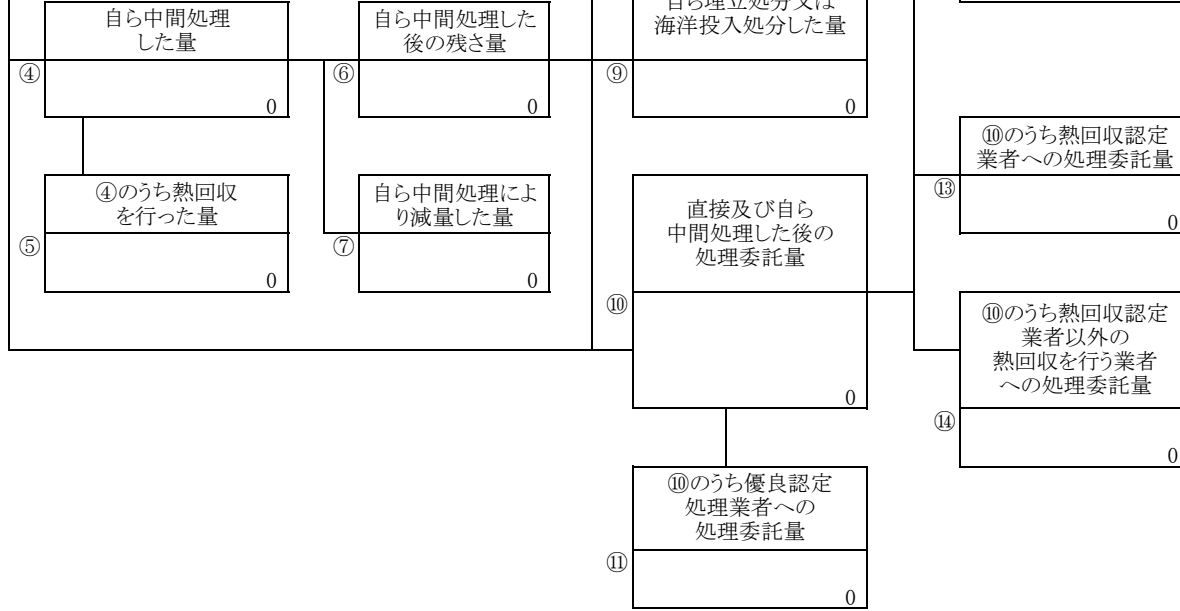 自ら中間処理
した量
④
0
自ら中間処理した
後の残さ量
⑥
0
自ら埋立処分又は
海洋投入処分した量
⑨
0
⑩のうち熱回収認定
業者への処理委託量
⑬
0
④のうち熱回収
を行った量
⑤
0
自ら中間処理によ
り減量した量
⑦
0
直接及び自ら
中間処理した後の
処理委託量
⑩
0
⑩のうち熱回収認定
業者以外の
熱回収を行う業者
への処理委託量
⑭
0
⑩のうち優良認定
処理業者への
処理委託量
⑪
0